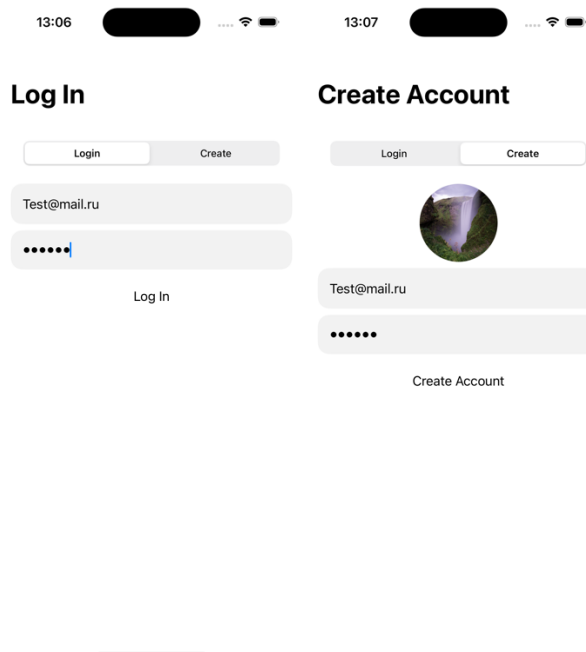 13:06
Log In
Login Create
Test@mail.ru
••••••
Log In
13:07
Create Account
Login Create
Test@mail.ru
••••••
Create Account